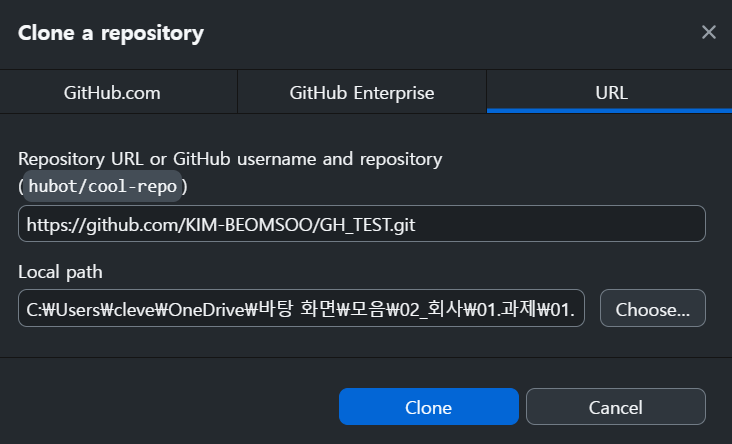 Clone a repository
GitHub.com
GitHub Enterprise
URL
Repository URL or GitHub username and repository
(hubot/cool-repo)
https://github.com/KIM-BEOMSOO/GH_TEST.git
Local path
C:₩Users₩cleve₩OneDrive₩바탕 화면₩모음₩02_회사₩01.과제₩01.
Choose...
Clone
Cancel